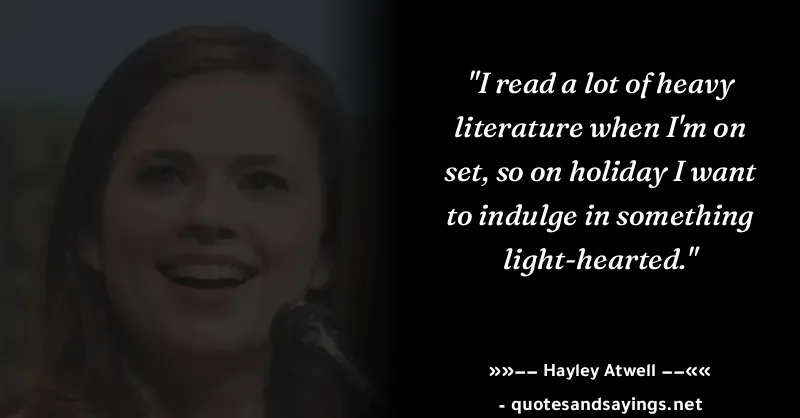 "I read a lot of heavy
literature when I'm on
set, so on holiday I want
to indulge in something
light-hearted."
»»–– Hayley Atwell ––««
- quotesandsayings.net